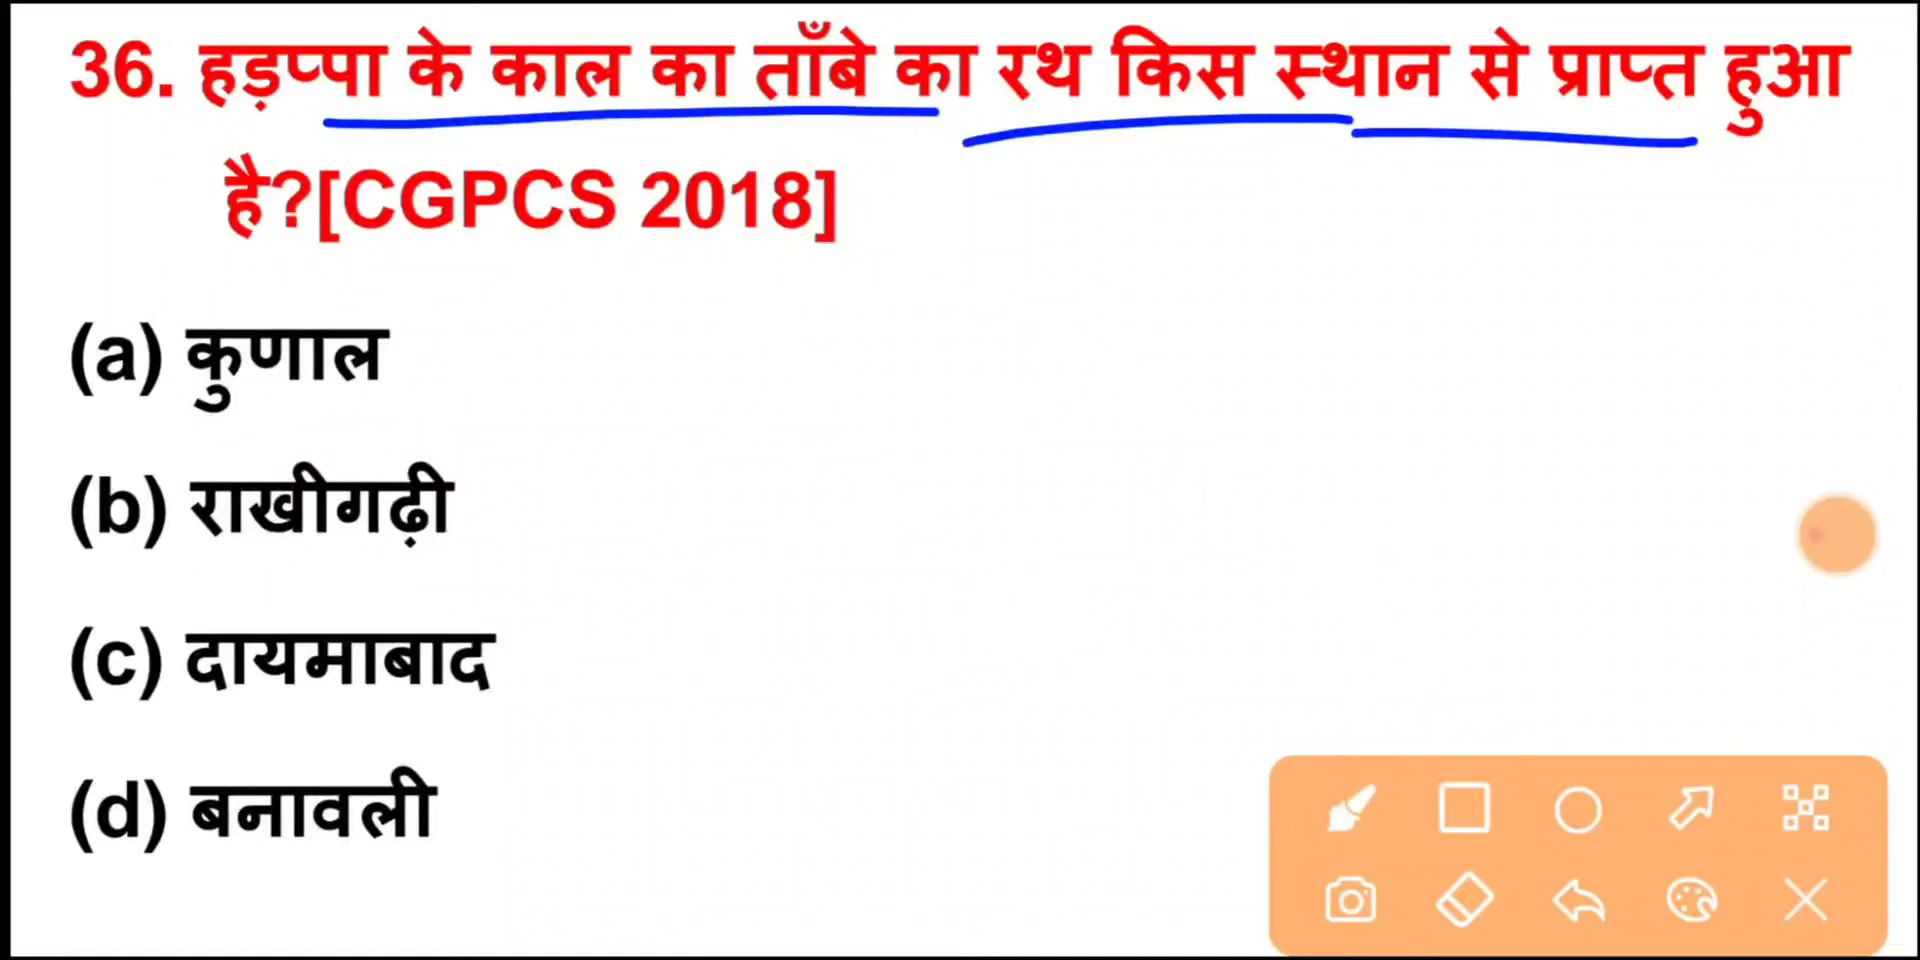 36. हड़प्पा के काल का ताँबे का रथ किस स्थान से प्राप्त हुआ
है?[CGPCS 2018]
(a) कुणाल
(b) राखीगढ़ी
(c) दायमाबाद
(d) बनावली